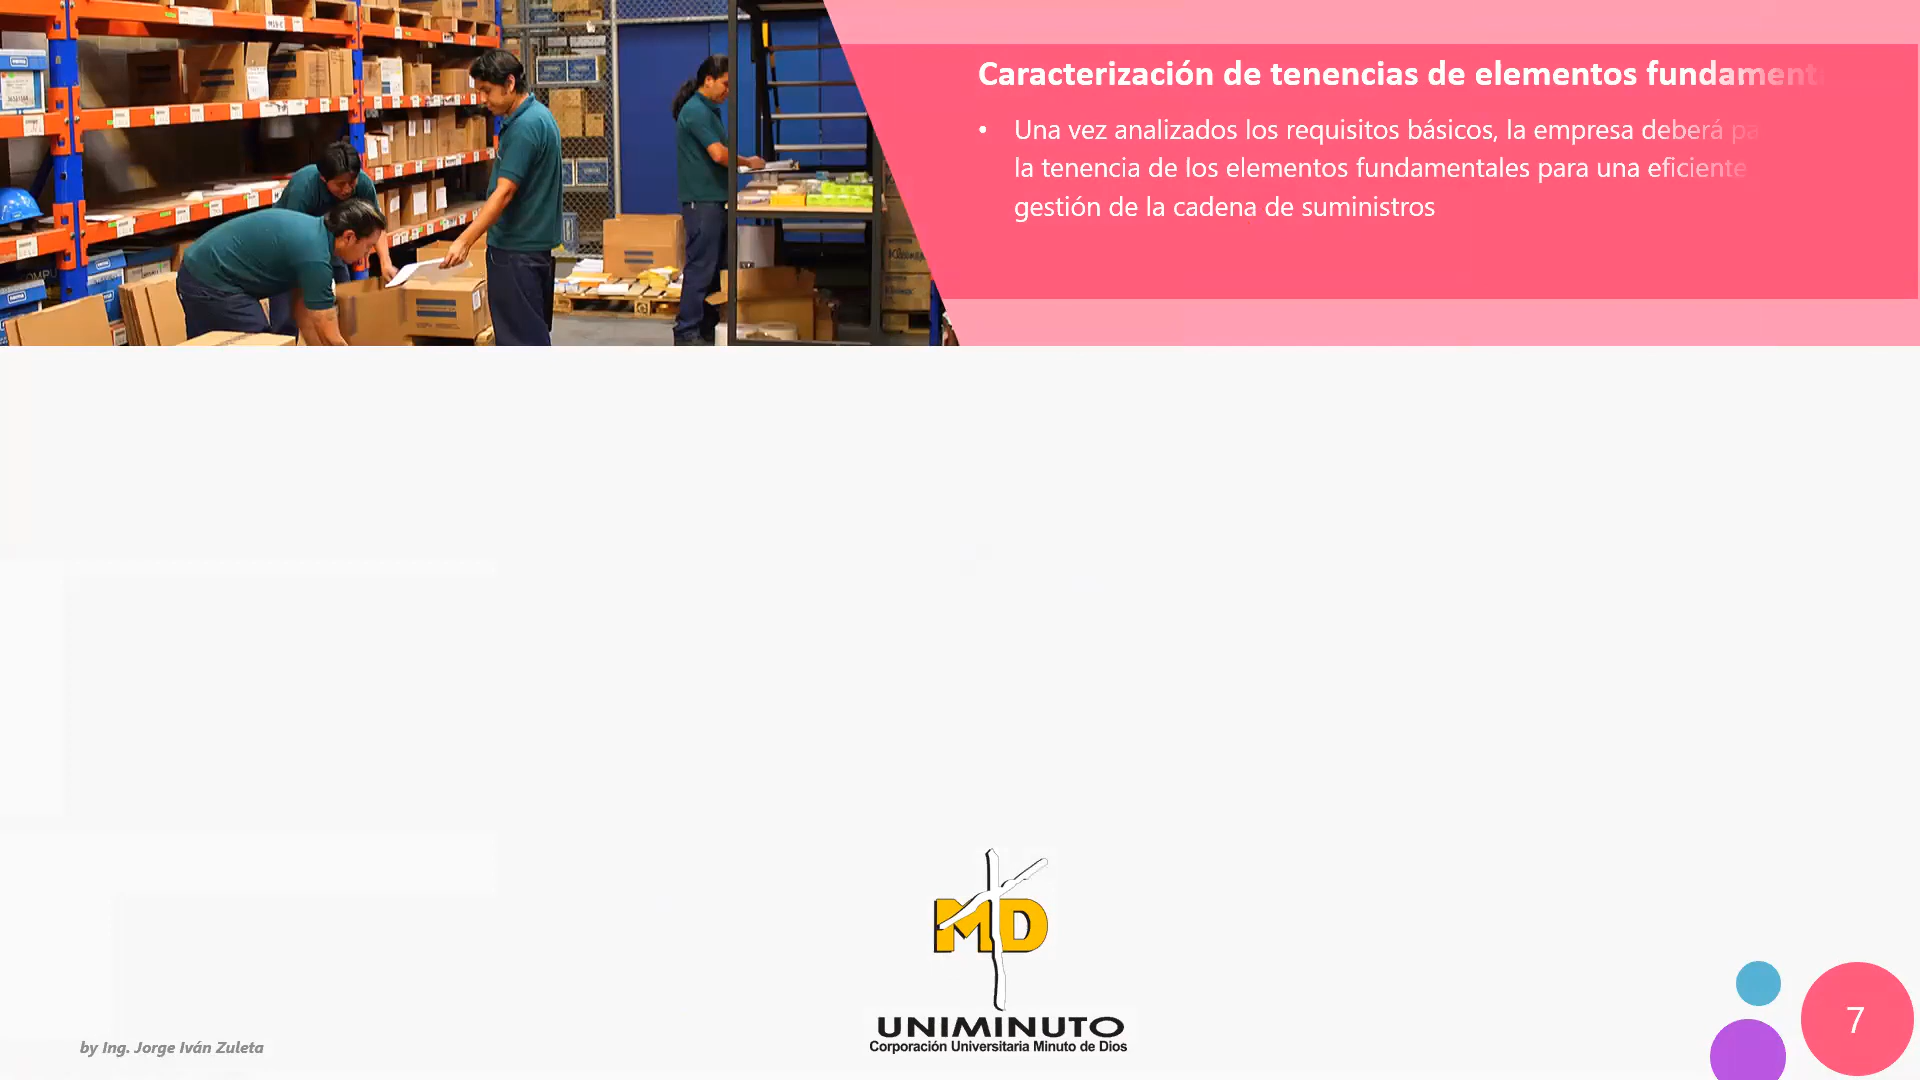 Caracterización de tenencias de elementos
Una vez analizados los requisitos básicos, la empresa deberá
la tenencia de los elementos fundamentales para una eficiente
gestión de la cadena de suministros
MD
UNIMINUTO
Corporación Universitaria Minuto de Dios
by Ing. Jorge Iván Zuleta
7